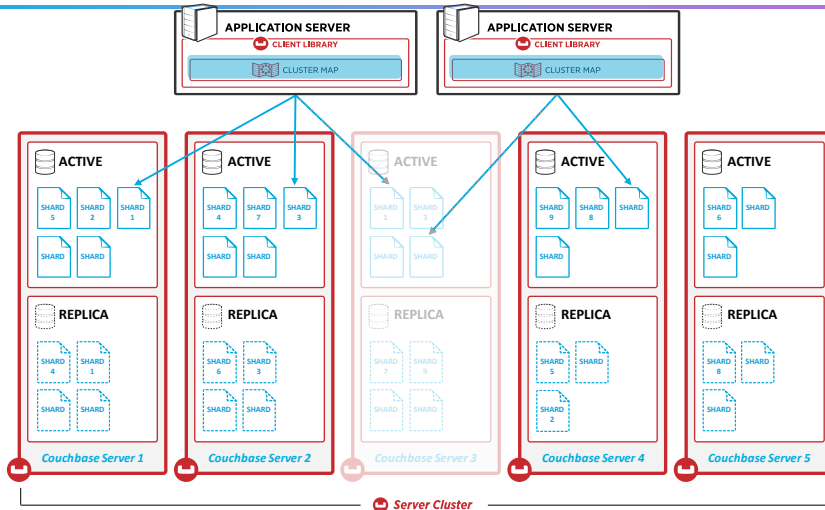 APPLICATION SERVER
CLIENT LIBRARY
CLUSTER MAP
APPLICATION SERVER
CLIENT LIBRARY
CLUSTER MAP
ACTIVE
SHARD
5
SHARD
2
SHARD
1
SHARD
SHARD
REPLICA
SHARD
4
SHARD
1
SHARD
SHARD
Couchbase Server 1
ACTIVE
SHARD
4
SHARD
7
SHARD
3
SHARD
SHARD
REPLICA
SHARD
6
SHARD
3
SHARD
SHARD
Couchbase Server 2
ACTIVE
SHARD
1
SHARD
3
SHARD
SHARD
REPLICA
SHARD
7
SHARD
9
SHARD
SHARD
Couchbase Server 3
ACTIVE
SHARD
9
SHARD
8
SHARD
SHARD
REPLICA
SHARD
5
SHARD
SHARD
2
Couchbase Server 4
ACTIVE
SHARD
6
SHARD
SHARD
REPLICA
SHARD
8
SHARD
SHARD
Couchbase Server 5
Server Cluster